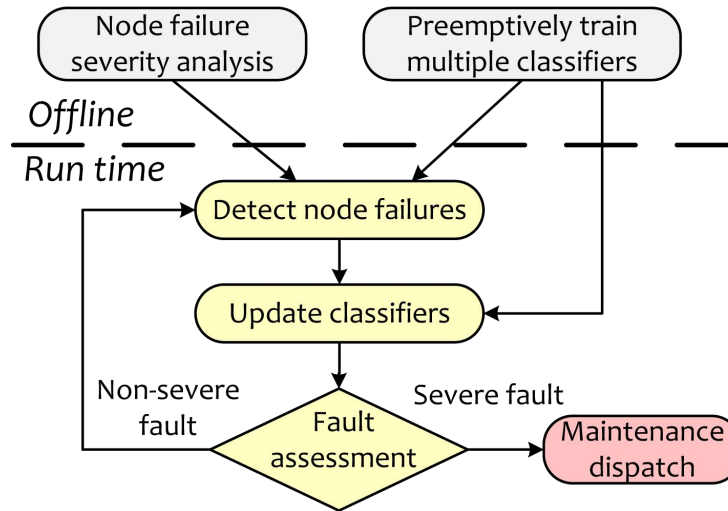 Node failure
severity analysis
Preemptively train
multiple classifiers
Offline
Run time
Detect node failures
Update classifiers
Non-severe
fault
Severe fault
Fault
assessment
Maintenance
dispatch